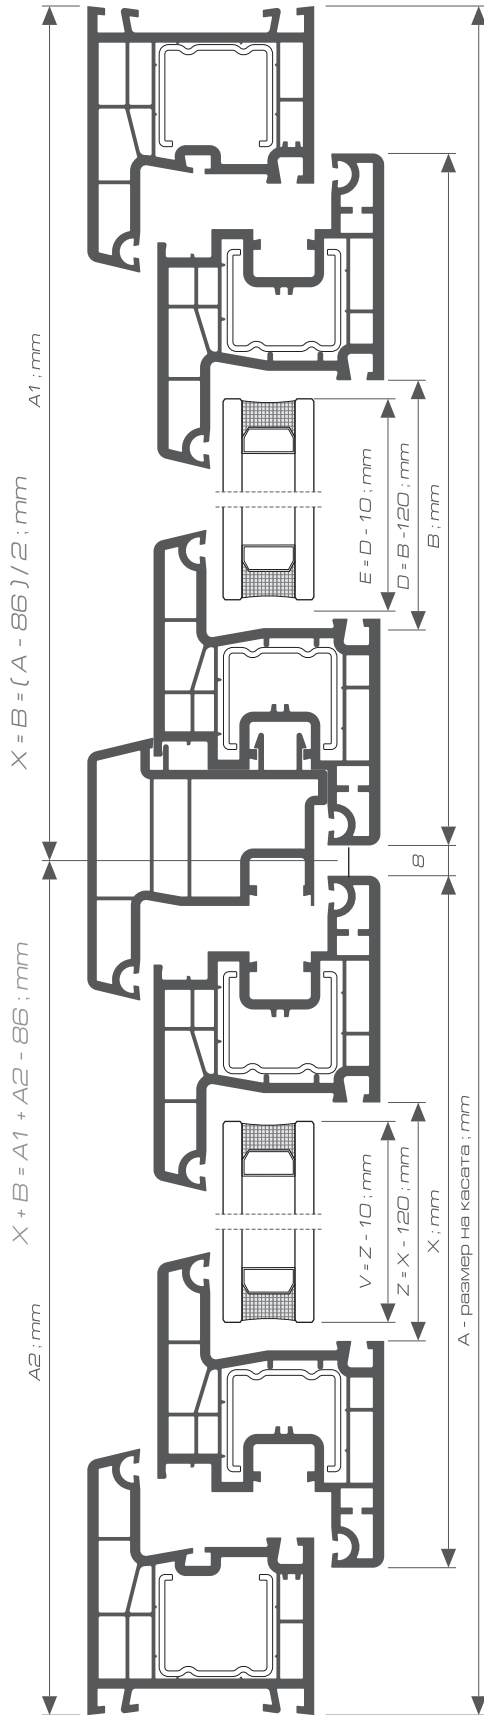 A1 ; mm
X = B = ( A - 86 ) / 2 ; mm
E = D - 10 ; mm
D = B -120 ; mm
B ; mm
8
X + B = A1 + A2 - 86 ; mm
A2 ; mm
V = Z - 10 ; mm
Z = X - 120 ; mm
X ; mm
А - размер на касата ; mm